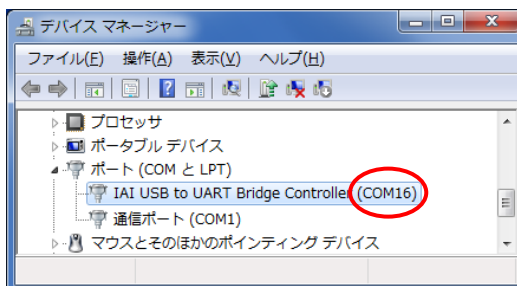 デバイス マネージャー
ファイル(F) 操作(A) 表示(V) ヘルプ(H)
プロセッサ
ポータブル デバイス
ポート (COM と LPT)
IAI USB to UART Bridge Controller (COM16)
通信ポート (COM1)
マウスとそのほかのポインティング デバイス